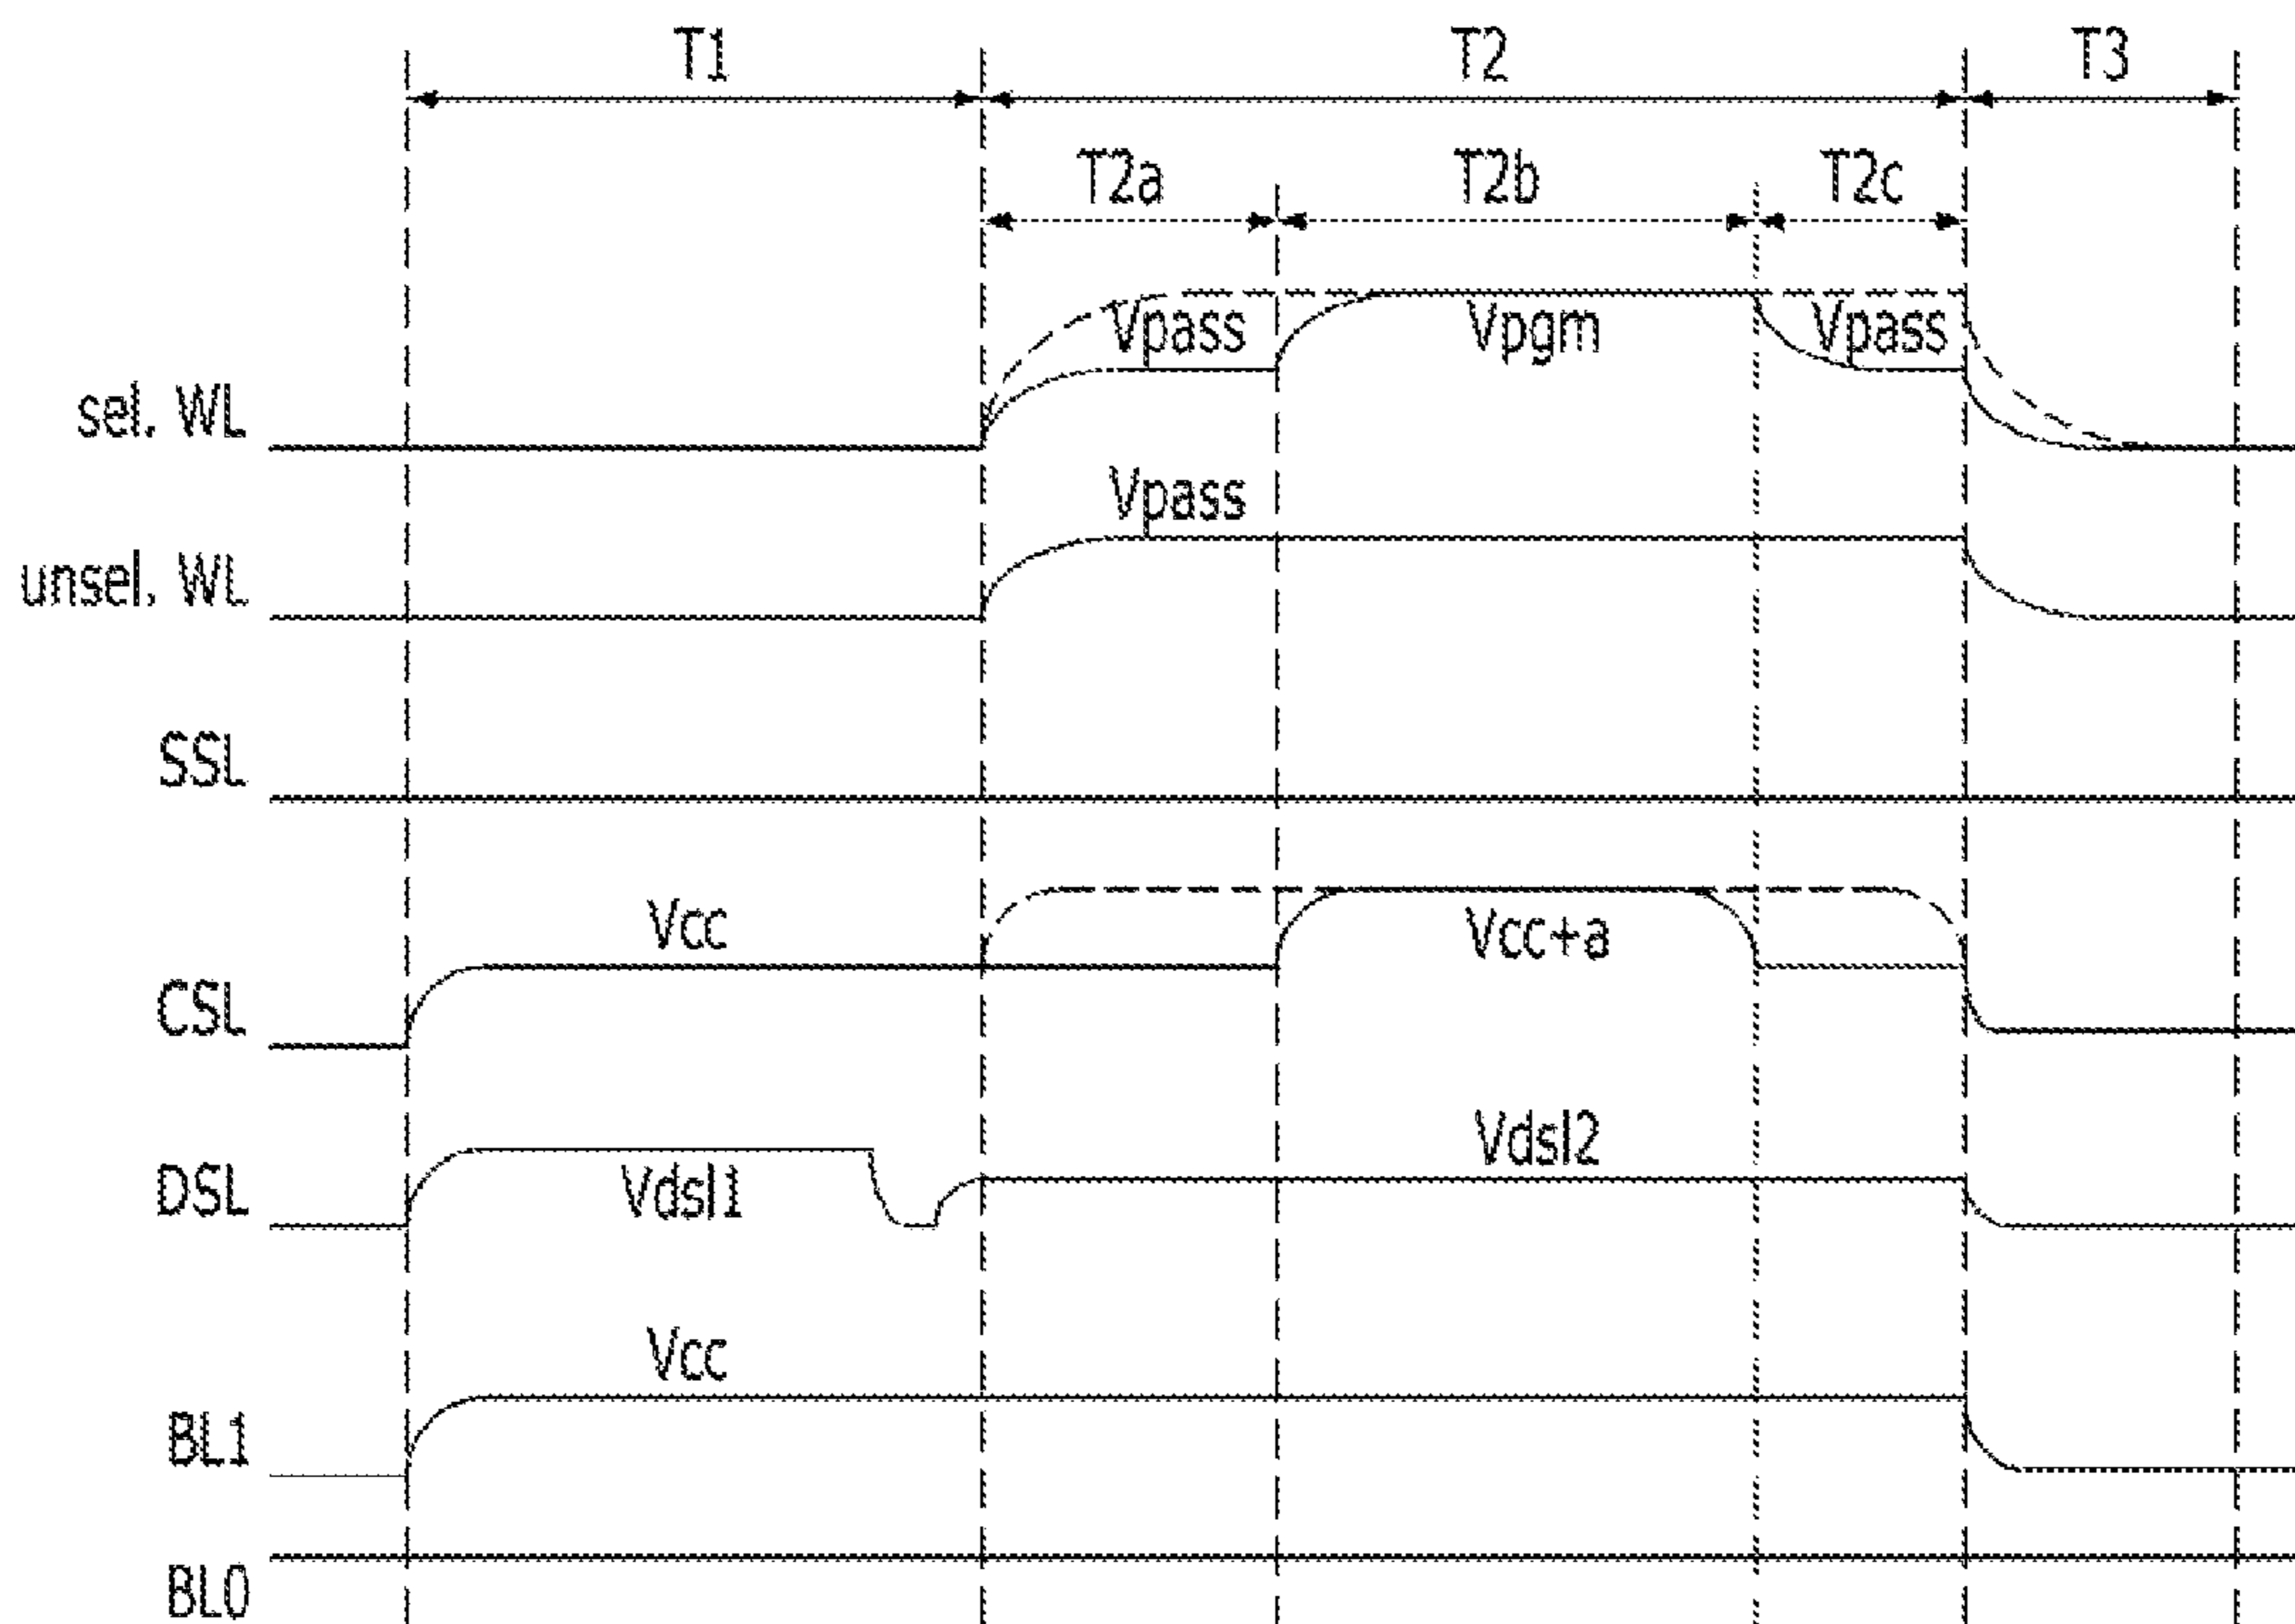 T1 T2 T3
T2a T2b T2c
Vpass Vpgm Vpass
sel. WL
Vpass
unsel. WL
SSL
Vcc Vcc+a
CSL
Vdsl2
DSL Vdsl1
Vcc
BL1
BL0